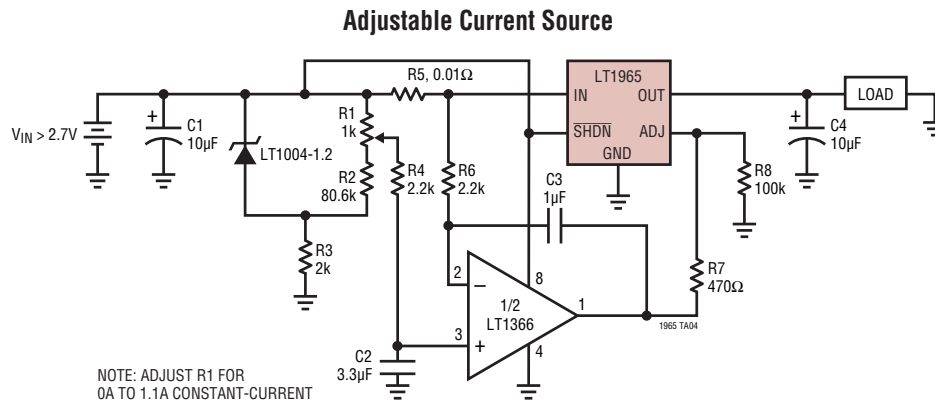 Adjustable Current Source
R5, 0.01Ω
LT1965
IN
OUT
LOAD
R1
1k
VIN > 2.7V
C1
10µF
SHDN
ADJ
C4
10µF
LT1004-1.2
GND
R4
2.2k
R6
2.2k
C3
1µF
R8
100k
R2
80.6k
R3
2k
R7
470Ω
2
–
8
1/2
LT1366
1
1965 TA04
3
+
4
C2
3.3µF
+
+
NOTE: ADJUST R1 FOR
0A TO 1.1A CONSTANT-CURRENT